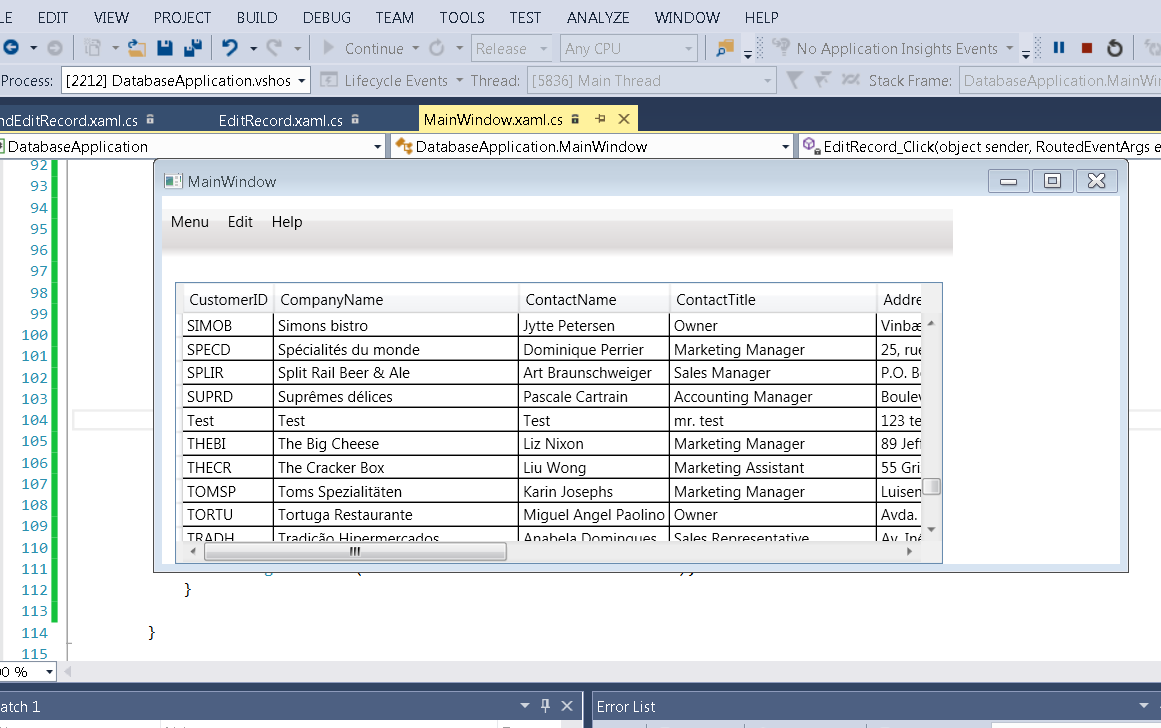 EDIT VIEW PROJECT BUILD DEBUG TEAM TOOLS TEST ANALYZE WINDOW HELP
Continue Release Any CPU No Application Insights Events
Process: [2212] DatabaseApplication.vshos Lifecycle Events Thread: [5836] Main Thread Stack Frame: DatabaseApplication.MainWin
ndEditRecord.xaml.cs EditRecord.xaml.cs MainWindow.xaml.cs
DatabaseApplication DatabaseApplication.MainWindow EditRecord_Click(object sender, RoutedEventArgs e
MainWindow
Menu Edit Help
CustomerID CompanyName ContactName ContactTitle Addre
SIMOB Simons bistro Jytte Petersen Owner Vinbæ
SPECD Spécialités du monde Dominique Perrier Marketing Manager 25, rue
SPLIR Split Rail Beer & Ale Art Braunschweiger Sales Manager P.O. B
SUPRD Suprêmes délices Pascale Cartrain Accounting Manager Boulev
Test Test Test mr. test 123 te
THEBI The Big Cheese Liz Nixon Marketing Manager 89 Jef
THECR The Cracker Box Liu Wong Marketing Assistant 55 Gri
TOMSP Toms Spezialitäten Karin Josephs Marketing Manager Luisen
TORTU Tortuga Restaurante Miguel Angel Paolino Owner Avda.
TRADH Tradição Hipermercados Anabela Domingues Sales Representative Av. Iné
92
93
94
95
96
97
98
99
100
101
102
103
104
105
106
107
108
109
110
111
112 }
113
114 }
115
00 %
atch 1 Error List